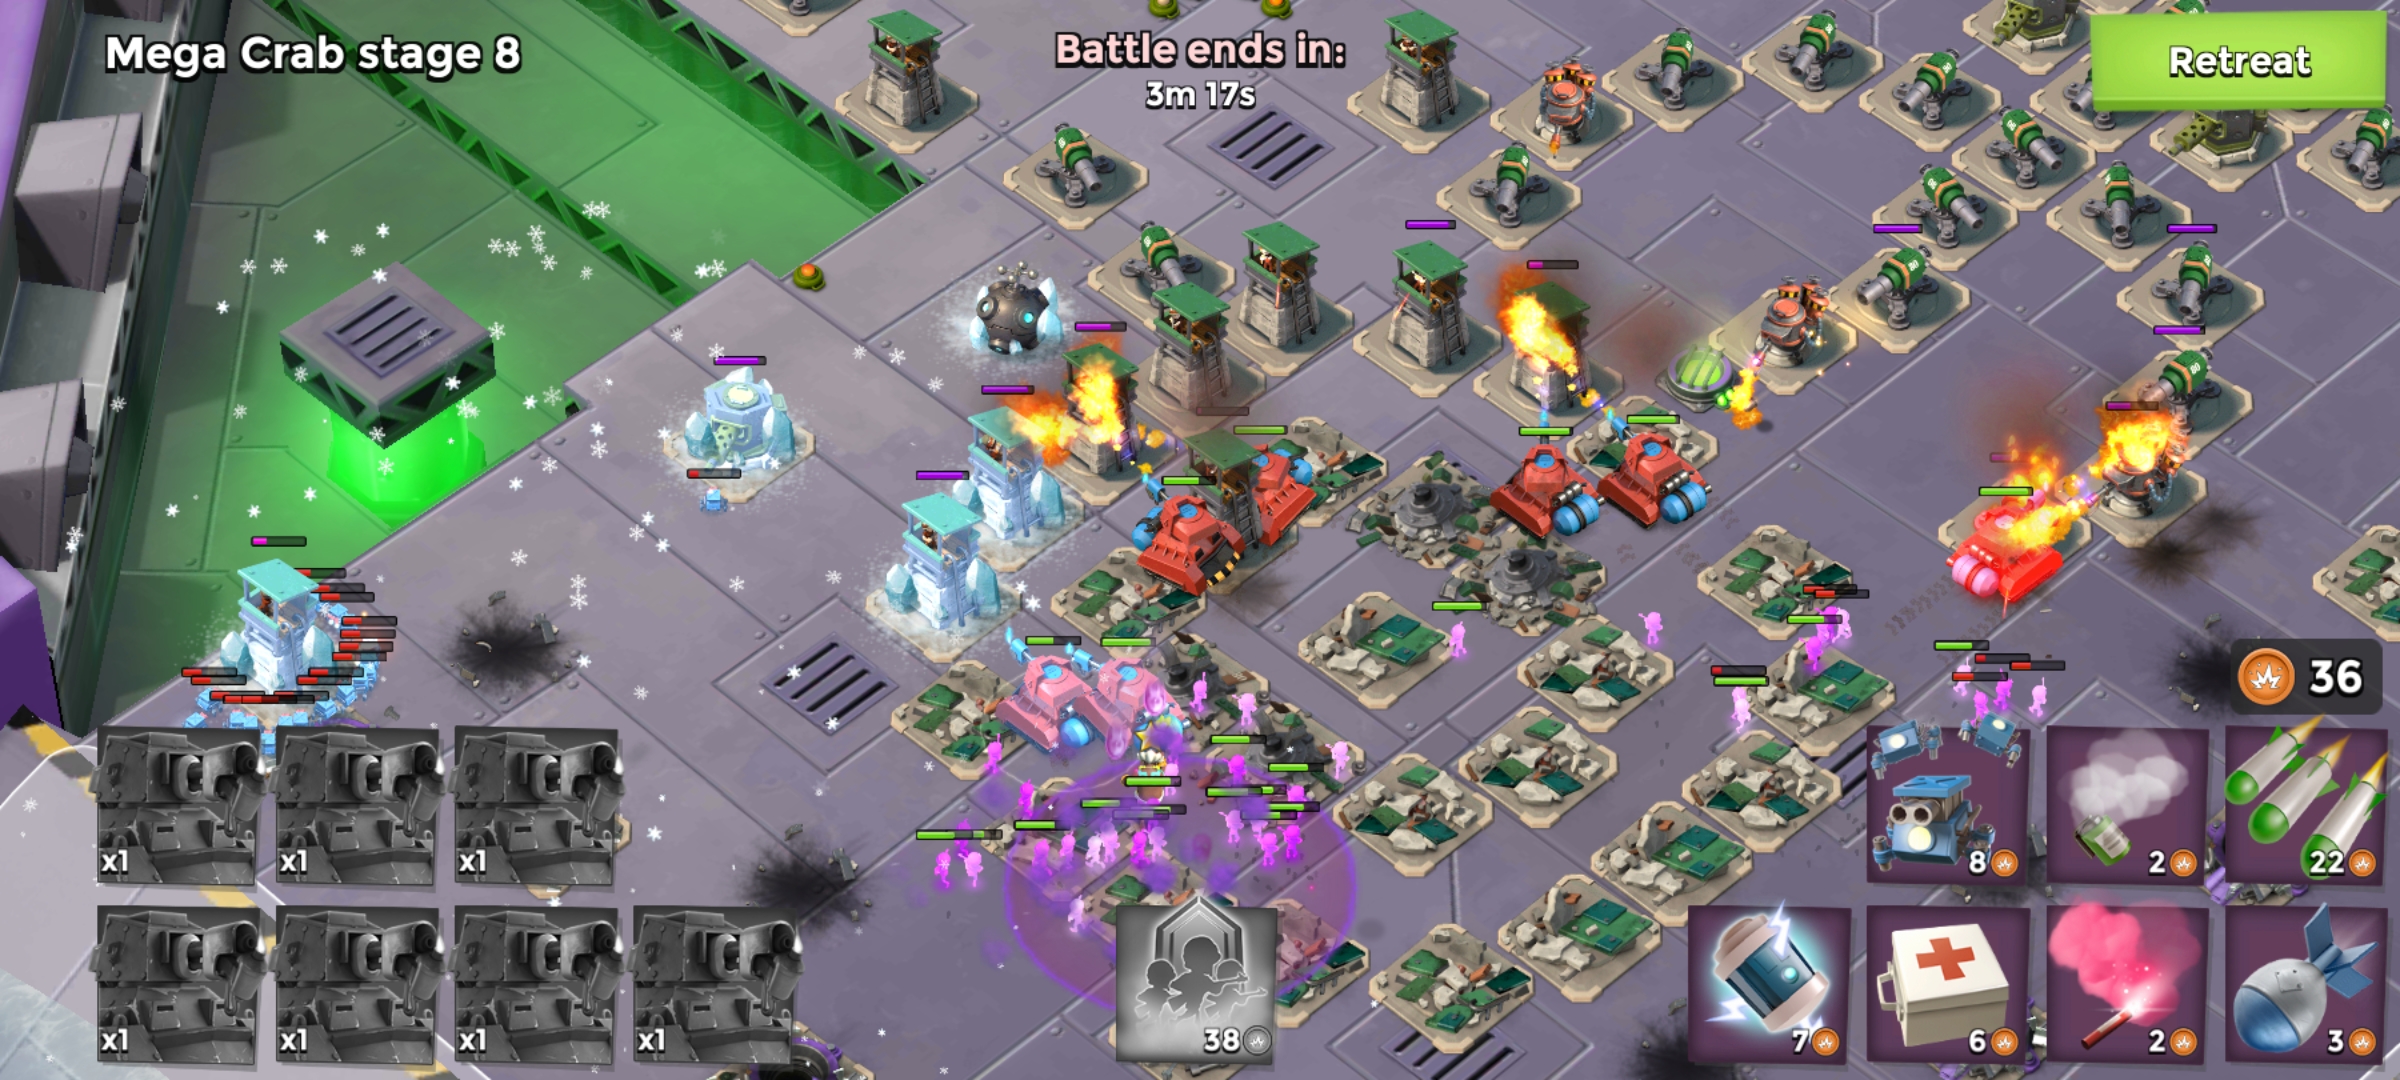 Mega Crab stage 8
Battle ends in:
3m 17s
Retreat
36
x1
x1
x1
8
2
22
x1
x1
x1
x1
38
7
6
2
3